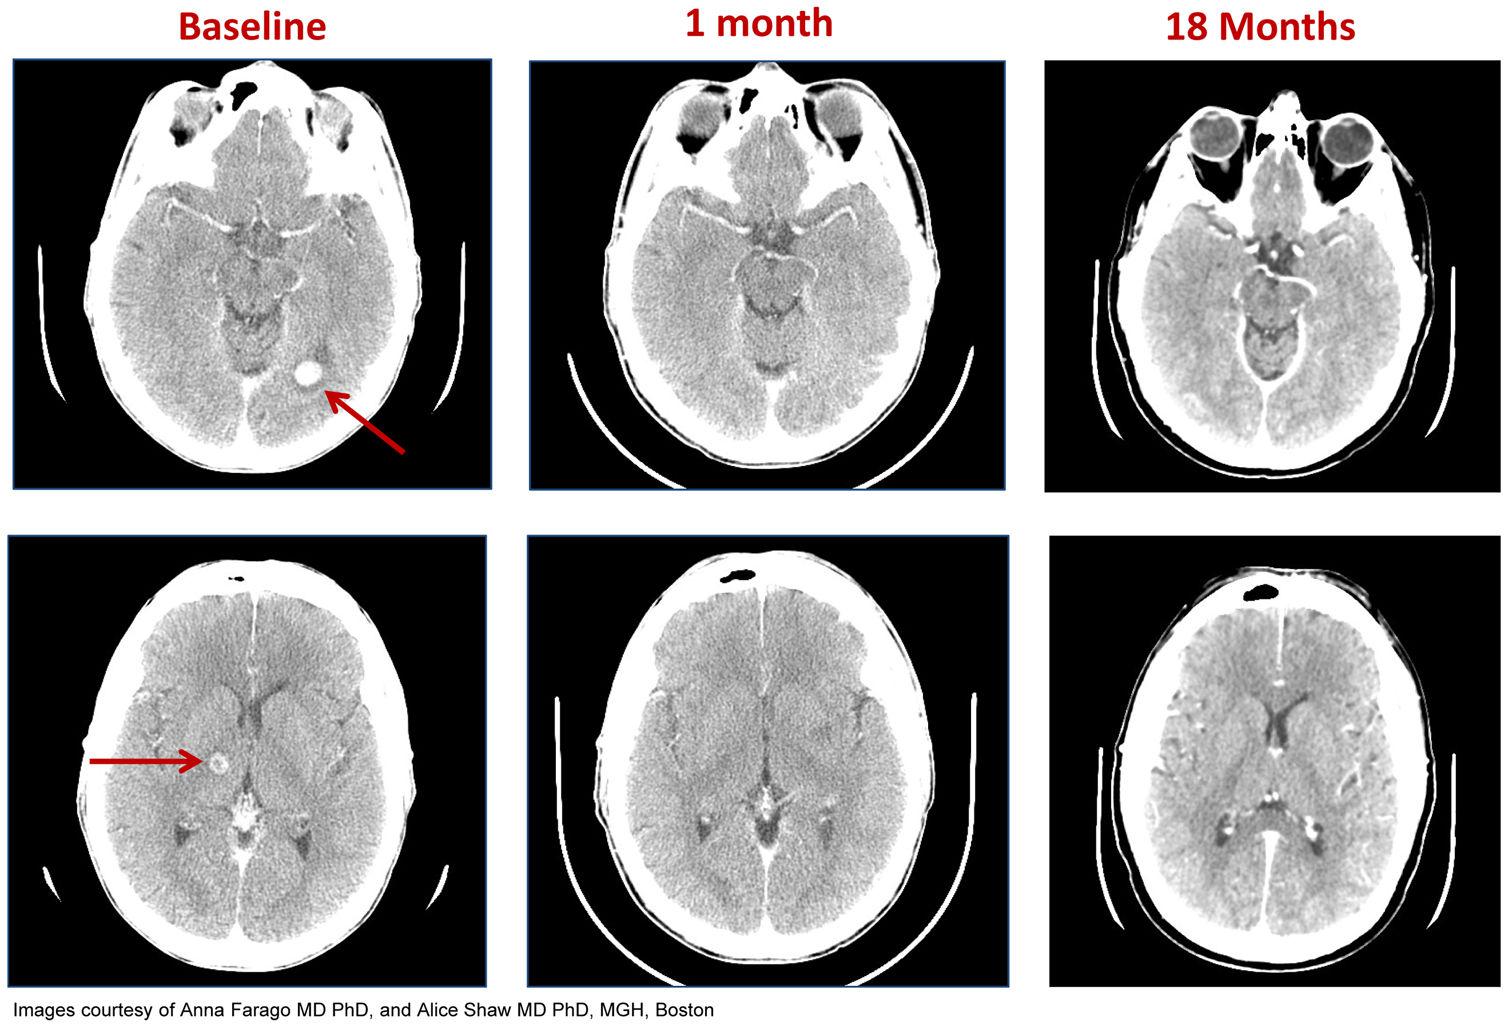 Baseline
1 month
18 Months
Images courtesy of Anna Farago MD PhD, and Alice Shaw MD PhD, MGH, Boston